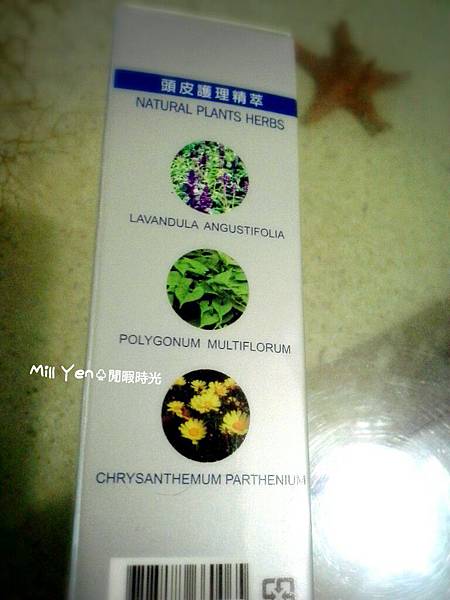 頭皮護理精萃
NATURAL PLANTS HERBS
LAVANDULA ANGUSTIFOLIA
POLYGONUM MULTIFLORUM
Mill Yen♧閒暇時光
CHRYSANTHEMUM PARTHENIUM